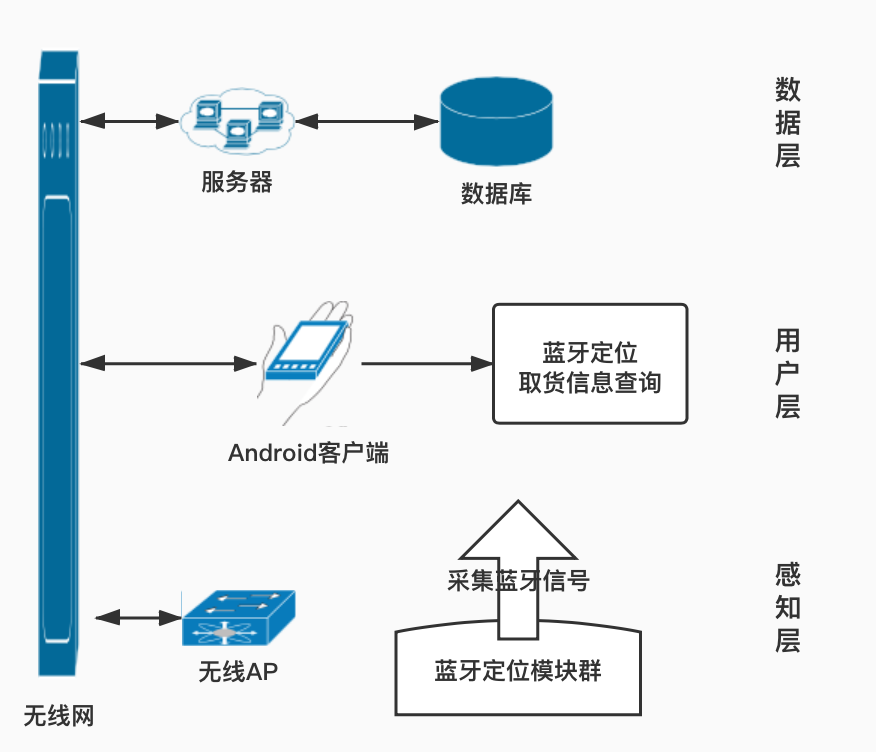 数据层
服务器
数据库
用户层
蓝牙定位
取货信息查询
Android客户端
感知层
采集蓝牙信号
无线AP
蓝牙定位模块群
无线网